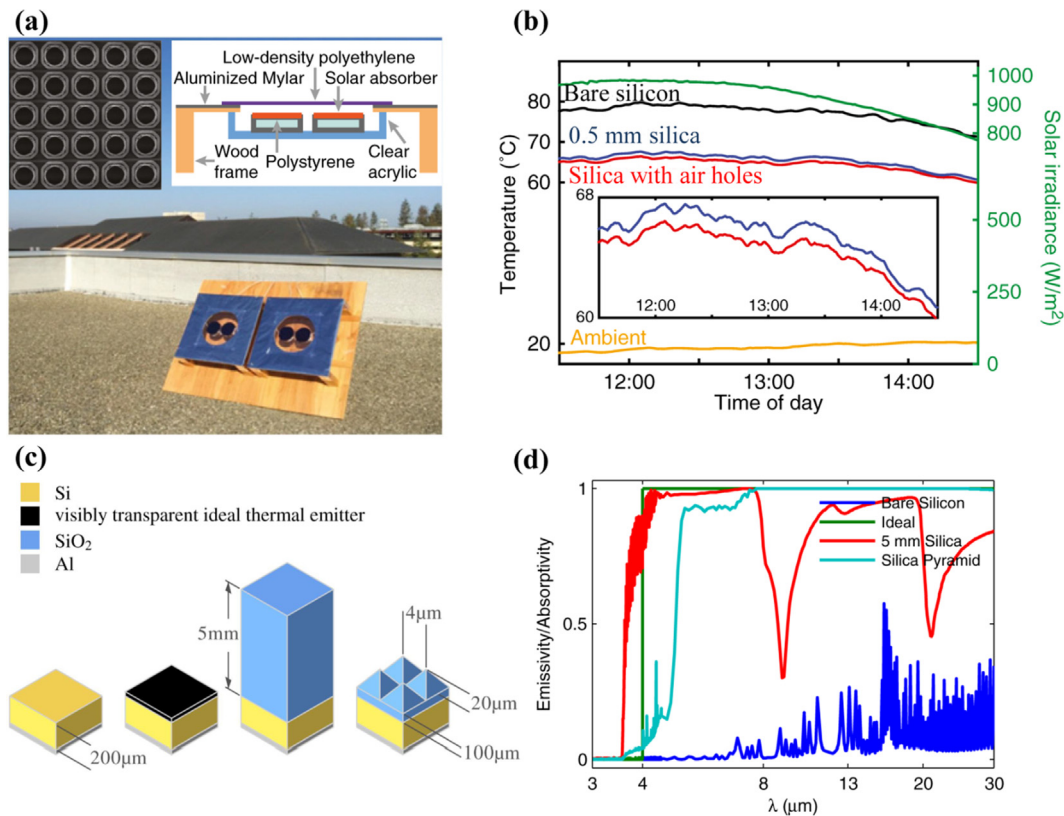 (a)
Low-density polyethylene
Aluminized Mylar
Solar absorber
Wood
frame
Polystyrene
Clear
acrylic
(b)
Bare silicon
0.5 mm silica
Silica with air holes
Ambient
Temperature (°C)
80
70
60
20
68
60
12:00
13:00
14:00
12:00
13:00
14:00
Time of day
1000
900
800
500
250
0
Solar irradiance (W/m²)
(c)
Si
visibly transparent ideal thermal emitter
SiO₂
Al
5mm
4µm
20µm
100µm
200µm
(d)
Bare Silicon
Ideal
5 mm Silica
Silica Pyramid
Emissivity/Absorptivity
1
0.5
0
3
4
8
13
20
30
λ (µm)